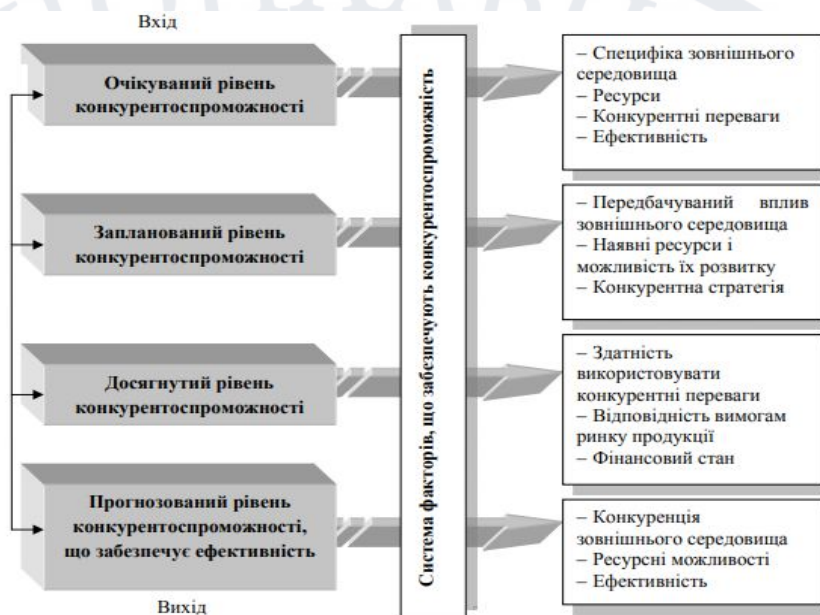 Вхід
Очікуваний рівень
конкурентоспроможності
Запланований рівень
конкурентоспроможності
Досягнутий рівень
конкурентоспроможності
Прогнозований рівень
конкурентоспроможності,
що забезпечує ефективність
Вихід
Система факторів, що забезпечують конкурентоспроможність
– Специфіка зовнішнього
середовища
– Ресурси
– Конкурентні переваги
– Ефективність
– Передбачуваний вплив
зовнішнього середовища
– Наявні ресурси і
можливість їх розвитку
– Конкурентна стратегія
– Здатність
використовувати
конкурентні переваги
– Відповідність вимогам
ринку продукції
– Фінансовий стан
– Конкуренція
зовнішнього середовища
– Ресурсні можливості
– Ефективність